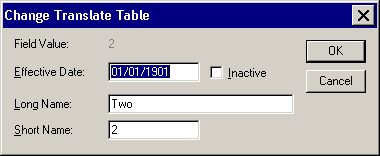 Change Translate Table
Field Value: 2
OK
Effective Date: 01/01/1901 Inactive
Cancel
Long Name: Two
Short Name: 2